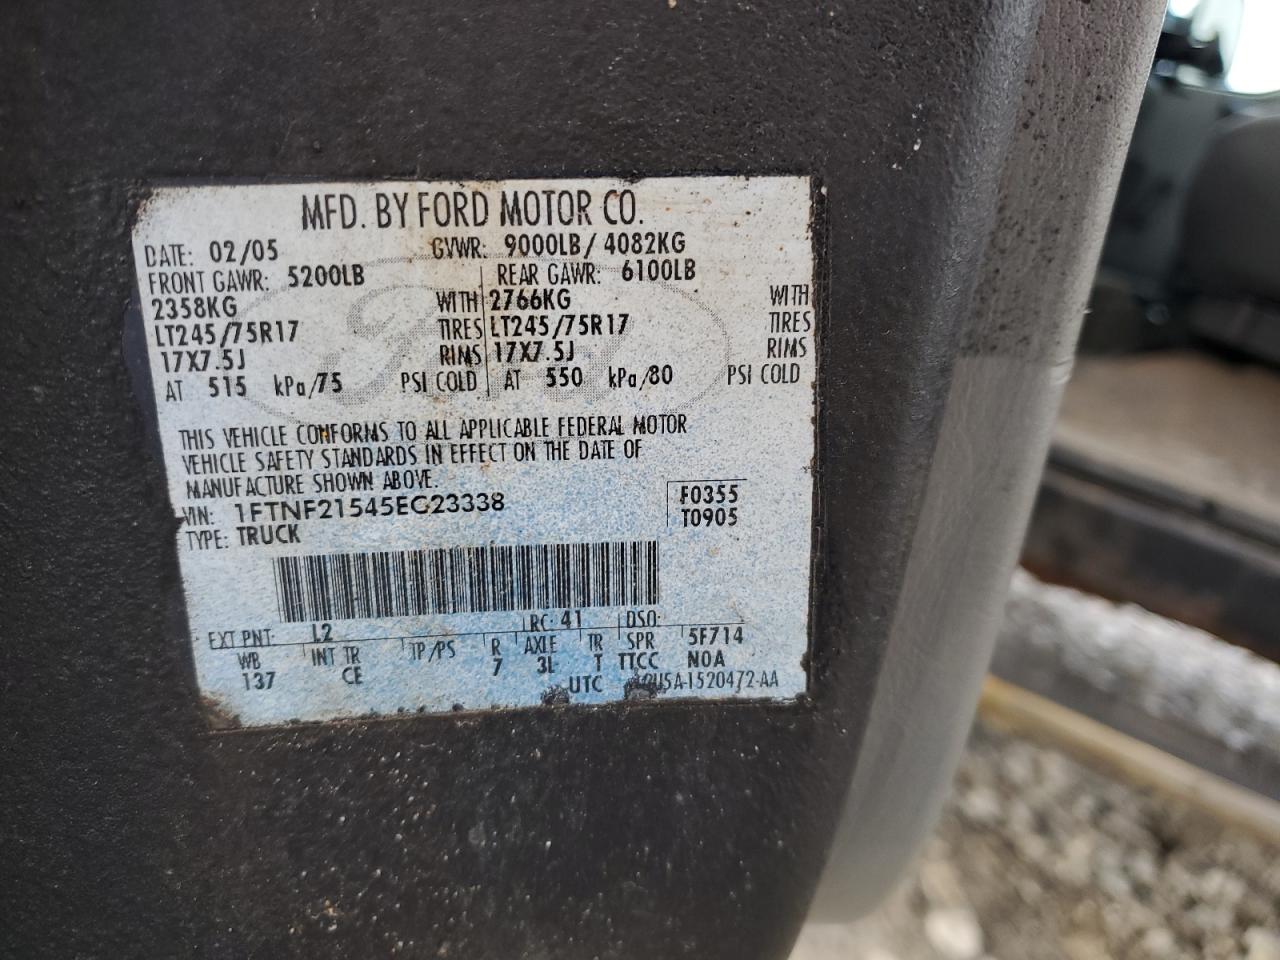 MFD. BY FORD MOTOR CO.
DATE: 02/05 GVWR: 9000LB/ 4082KG
FRONT GAWR: 5200LB REAR GAWR: 6100LB
2358KG WITH 2766KG WITH
LT245/75R17 TIRES LT245/75R17 TIRES
17X7.5J RIMS 17X7.5J RIMS
AT 515 kPa/75 PSI COLD AT 550 kPa/80 PSI COLD
THIS VEHICLE CONFORMS TO ALL APPLICABLE FEDERAL MOTOR
VEHICLE SAFETY STANDARDS IN EFFECT ON THE DATE OF
MANUFACTURE SHOWN ABOVE.
VIN: 1FTNF21545EC23338 F0355
TYPE: TRUCK T0905
EXT PNT: L2 RC: 41 DSO:
WB INT TR TP/PS R AXLE TR SPR 5F714
137 CE 7 3L T TTCC N0A
UTC